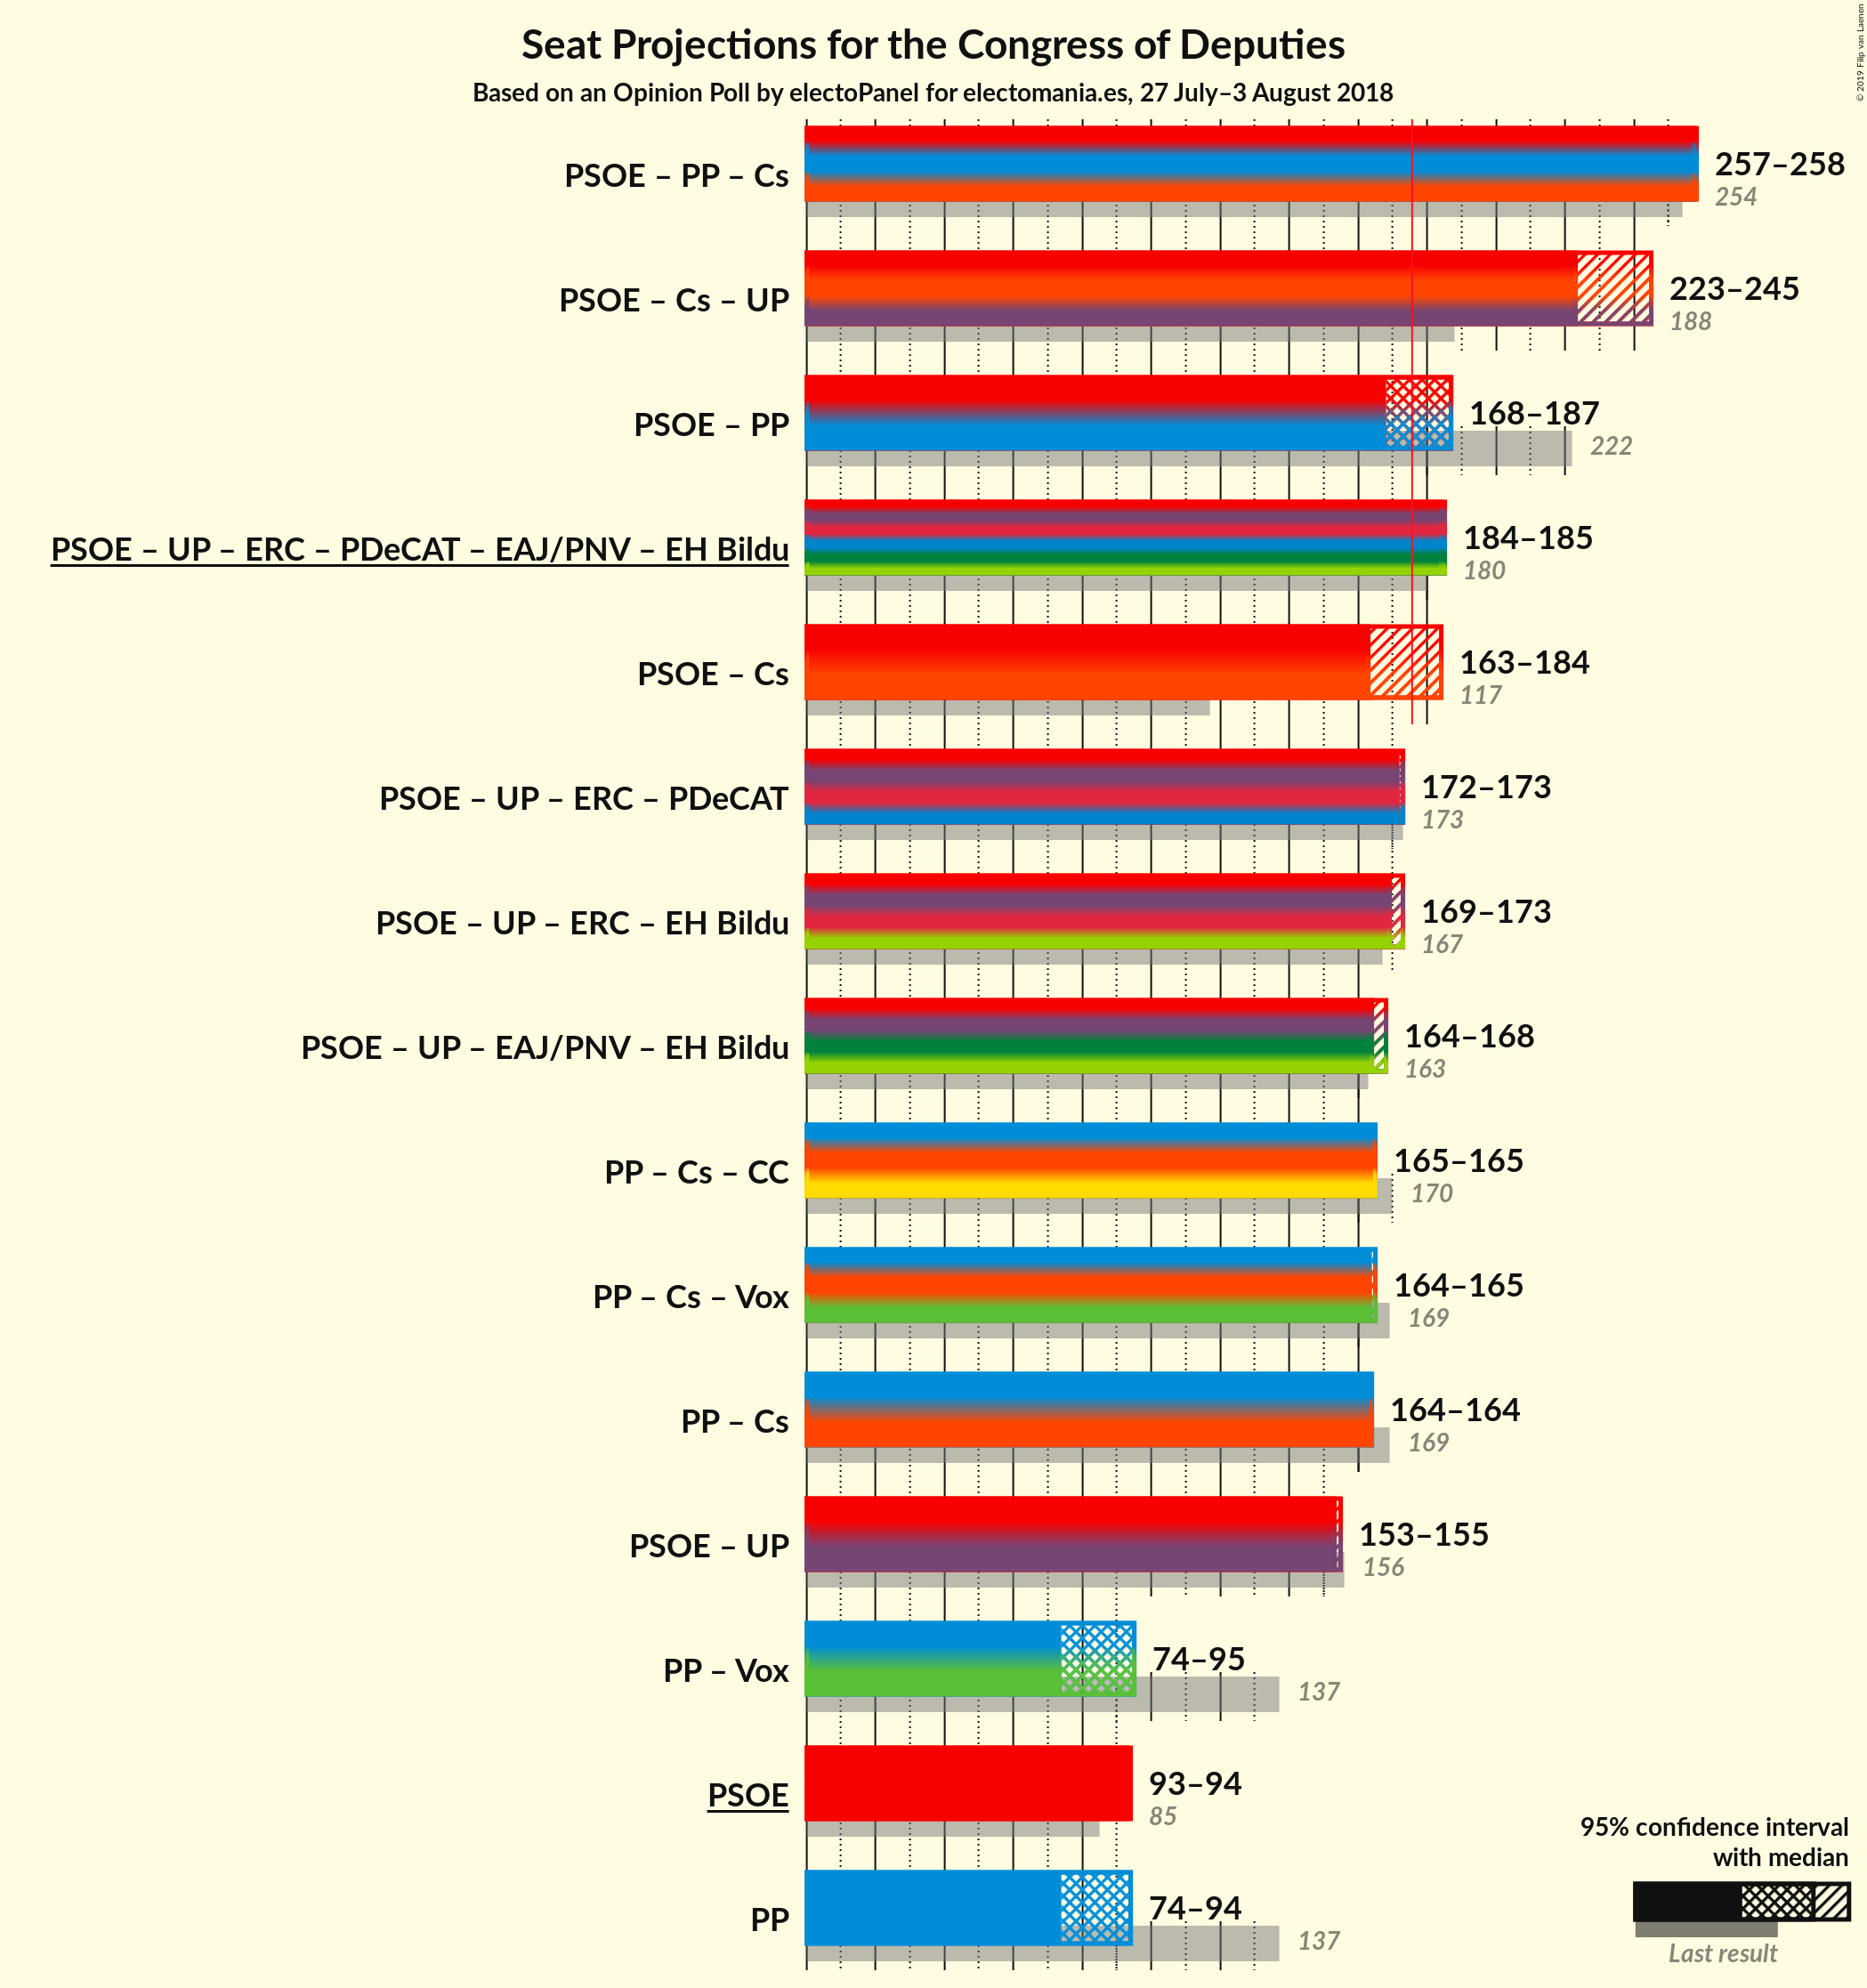 Seat Projections for the Congress of Deputies
Based on an Opinion Poll by electoPanel for electomania.es, 27 July–3 August 2018
© 2019 Filip van Laenen
PSOE – PP – Cs
257–258
254
PSOE – Cs – UP
223–245
188
PSOE – PP
168–187
222
PSOE – UP – ERC – PDeCAT – EAJ/PNV – EH Bildu
184–185
180
PSOE – Cs
163–184
117
PSOE – UP – ERC – PDeCAT
172–173
173
PSOE – UP – ERC – EH Bildu
169–173
167
PSOE – UP – EAJ/PNV – EH Bildu
164–168
163
PP – Cs – CC
165–165
170
PP – Cs – Vox
164–165
169
PP – Cs
164–164
169
PSOE – UP
153–155
156
PP – Vox
74–95
137
PSOE
93–94
85
PP
74–94
137
95% confidence interval
with median
Last result